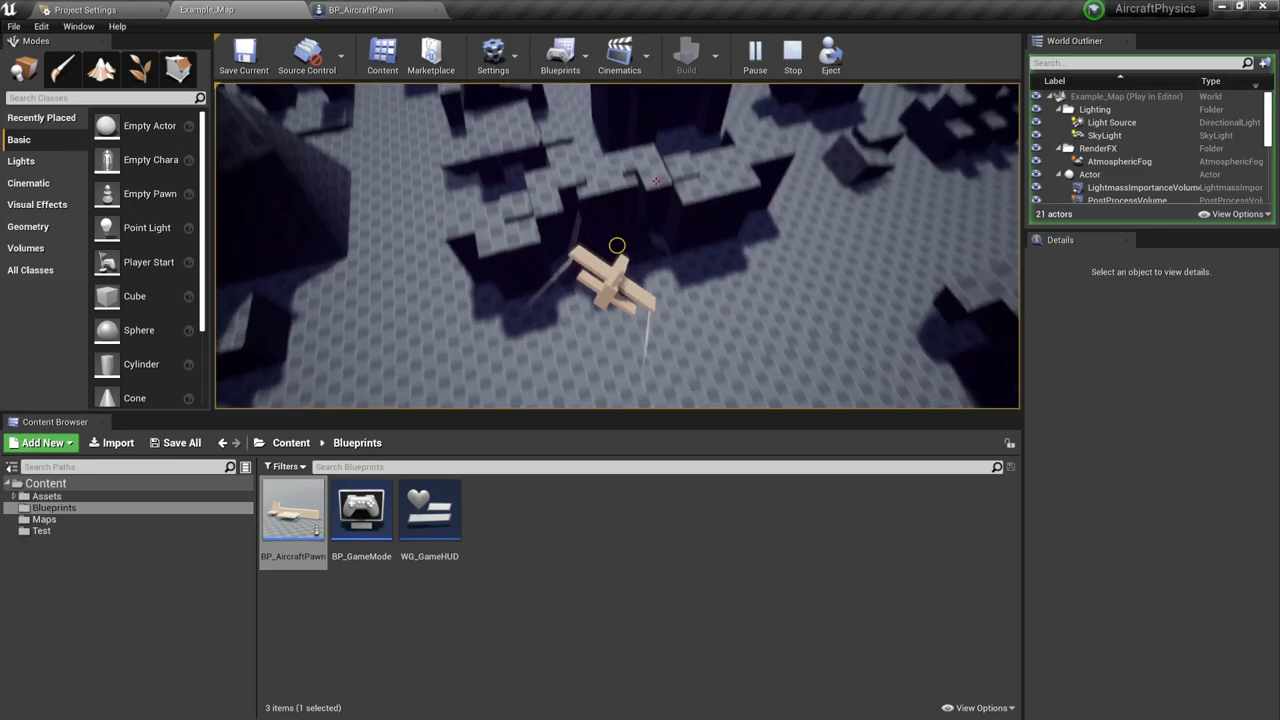 Project Settings
Example_Map
BP_AircraftPawn
AircraftPhysics
File Edit Window Help
Modes
Search Classes
Recently Placed
Basic
Lights
Cinematic
Visual Effects
Geometry
Volumes
All Classes
Empty Actor
Empty Chara
Empty Pawn
Point Light
Player Start
Cube
Sphere
Cylinder
Cone
Save Current
Source Control
Content
Marketplace
Settings
Blueprints
Cinematics
Build
Pause
Stop
Eject
World Outliner
Search...
Label Type
Example_Map (Play In Editor) World
Lighting Folder
Light Source DirectionalLight
SkyLight SkyLight
RenderFX Folder
AtmosphericFog AtmosphericFog
Actor Actor
LightmassImportanceVolum LightmassImpor
PostProcessVolume PostProcessVolu
21 actors View Options
Details
Select an object to view details.
Content Browser
Add New Import Save All Content Blueprints
Search Paths
Filters Search Blueprints
Content
Assets
Blueprints
Maps
Test
BP_AircraftPawn
BP_GameMode
WG_GameHUD
3 items (1 selected)
View Options